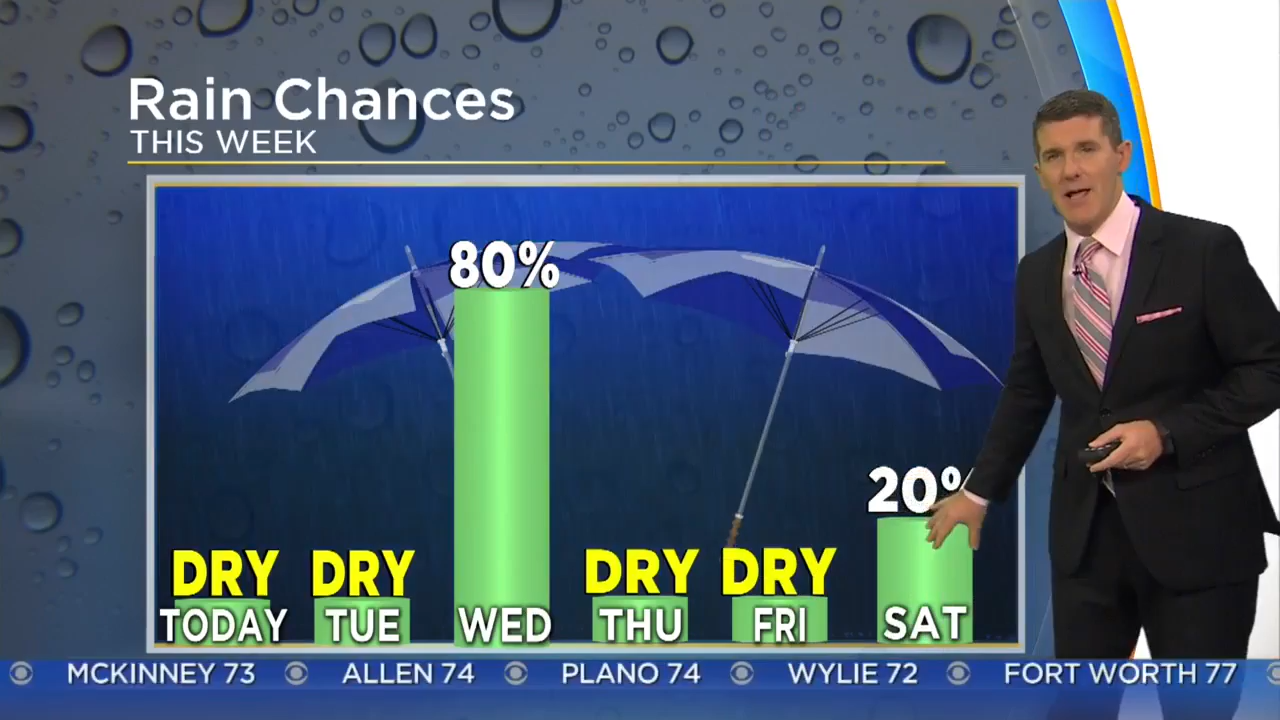 Rain Chances
THIS WEEK
80%
20%
DRY DRY DRY DRY
TODAY TUE WED THU FRI SAT
MCKINNEY 73 ALLEN 74 PLANO 74 WYLIE 72 FORT WORTH 77